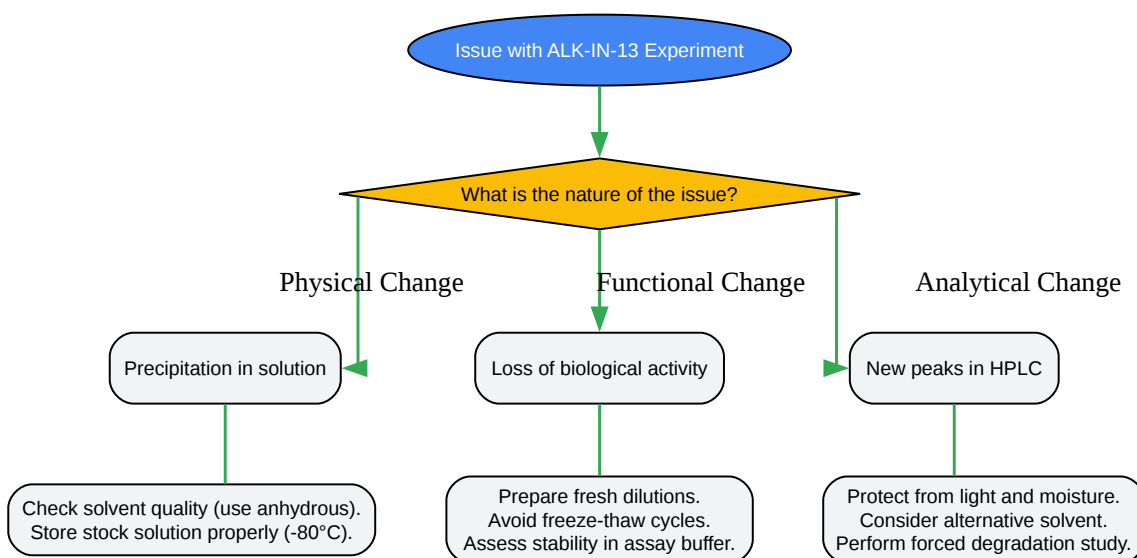 Issue with ALK-IN-13 Experiment
What is the nature of the issue?
Physical Change
Functional Change
Analytical Change
Precipitation in solution
Loss of biological activity
New peaks in HPLC
Check solvent quality (use anhydrous).
Store stock solution properly (-80°C).
Prepare fresh dilutions.
Avoid freeze-thaw cycles.
Assess stability in assay buffer.
Protect from light and moisture.
Consider alternative solvent.
Perform forced degradation study.